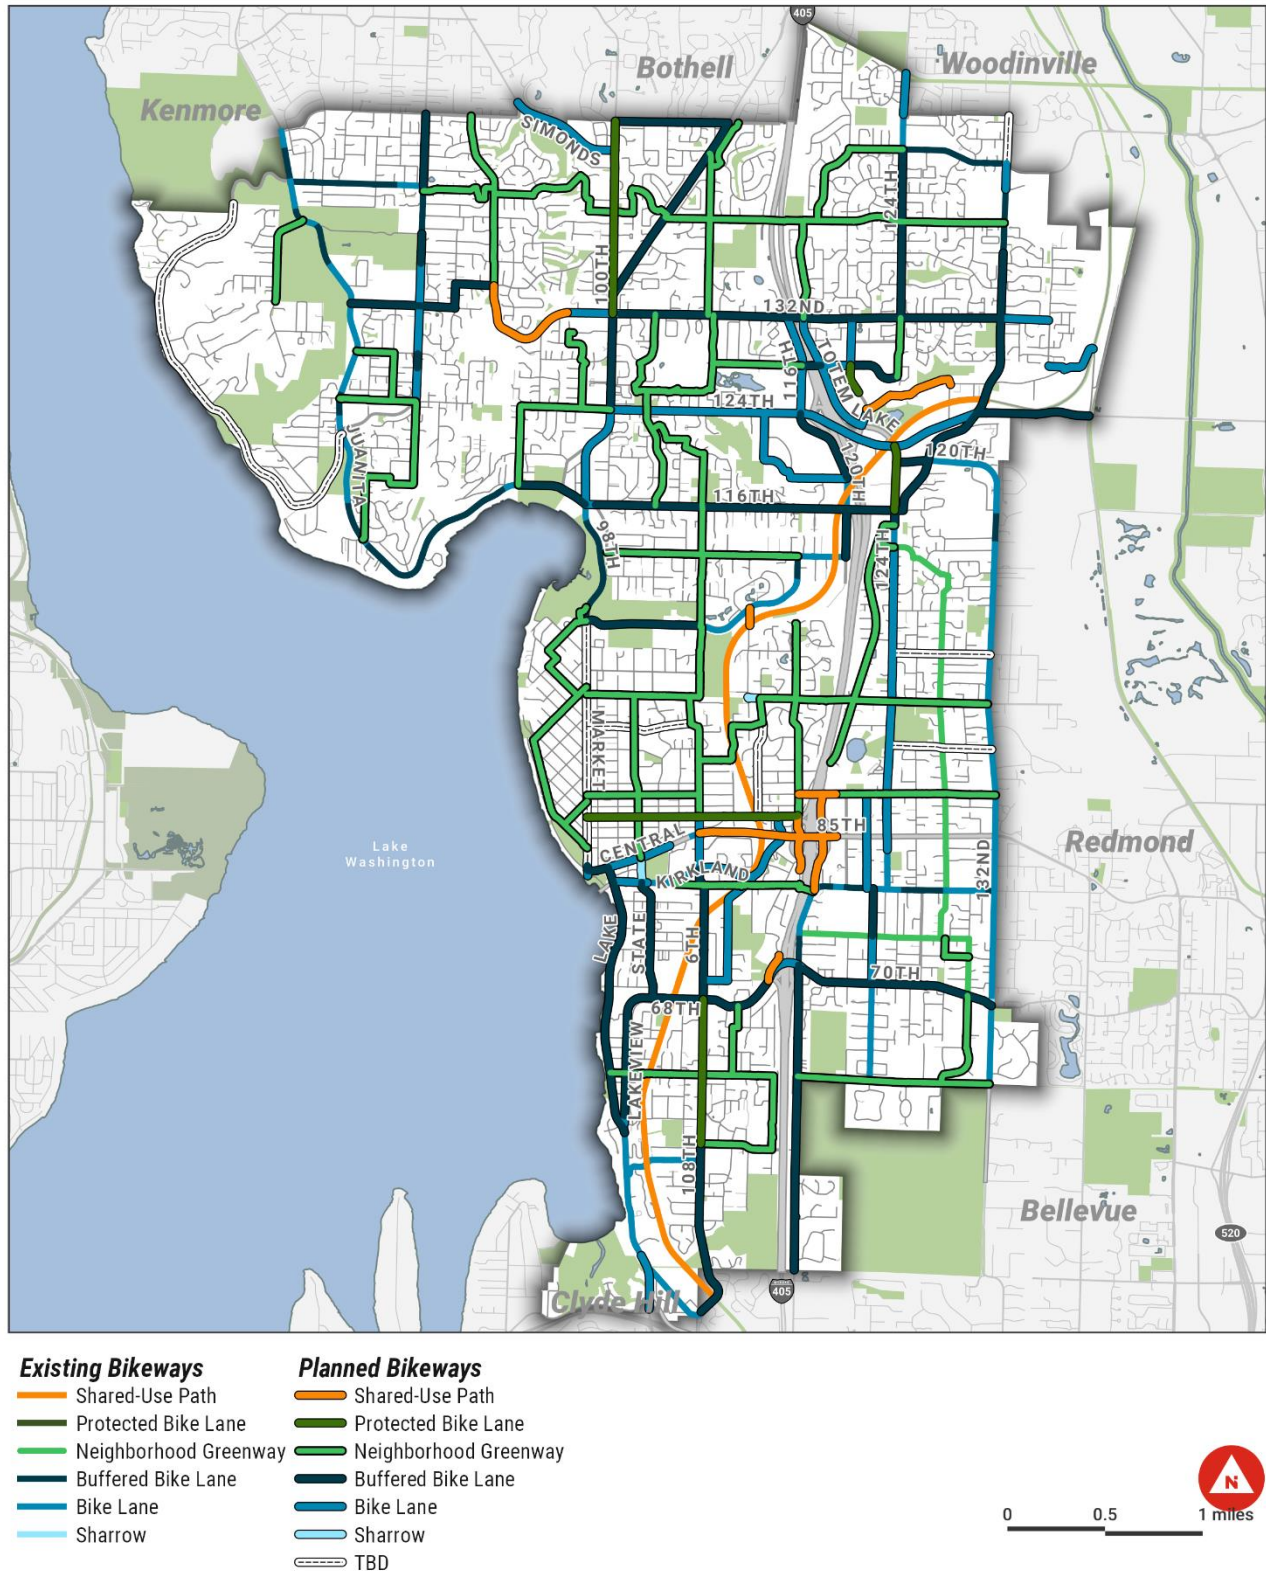 405
Bothell
Woodinville
Kenmore
SIMONDS
124TH
100TH
132ND
116TH
TOTEM LAKE
124TH
JUANITA
120TH
120TH
116TH
98TH
124TH
MARKET
85TH
CENTRAL
Redmond
Lake
Washington
KIRKLAND
132ND
LAKE
STATE
6TH
70TH
68TH
LAKEVIEW
108TH
Bellevue
520
405
Clyde Hill
Existing Bikeways
Shared-Use Path
Protected Bike Lane
Neighborhood Greenway
Buffered Bike Lane
Bike Lane
Sharrow
Planned Bikeways
Shared-Use Path
Protected Bike Lane
Neighborhood Greenway
Buffered Bike Lane
Bike Lane
Sharrow
TBD
N
0 0.5 1 miles